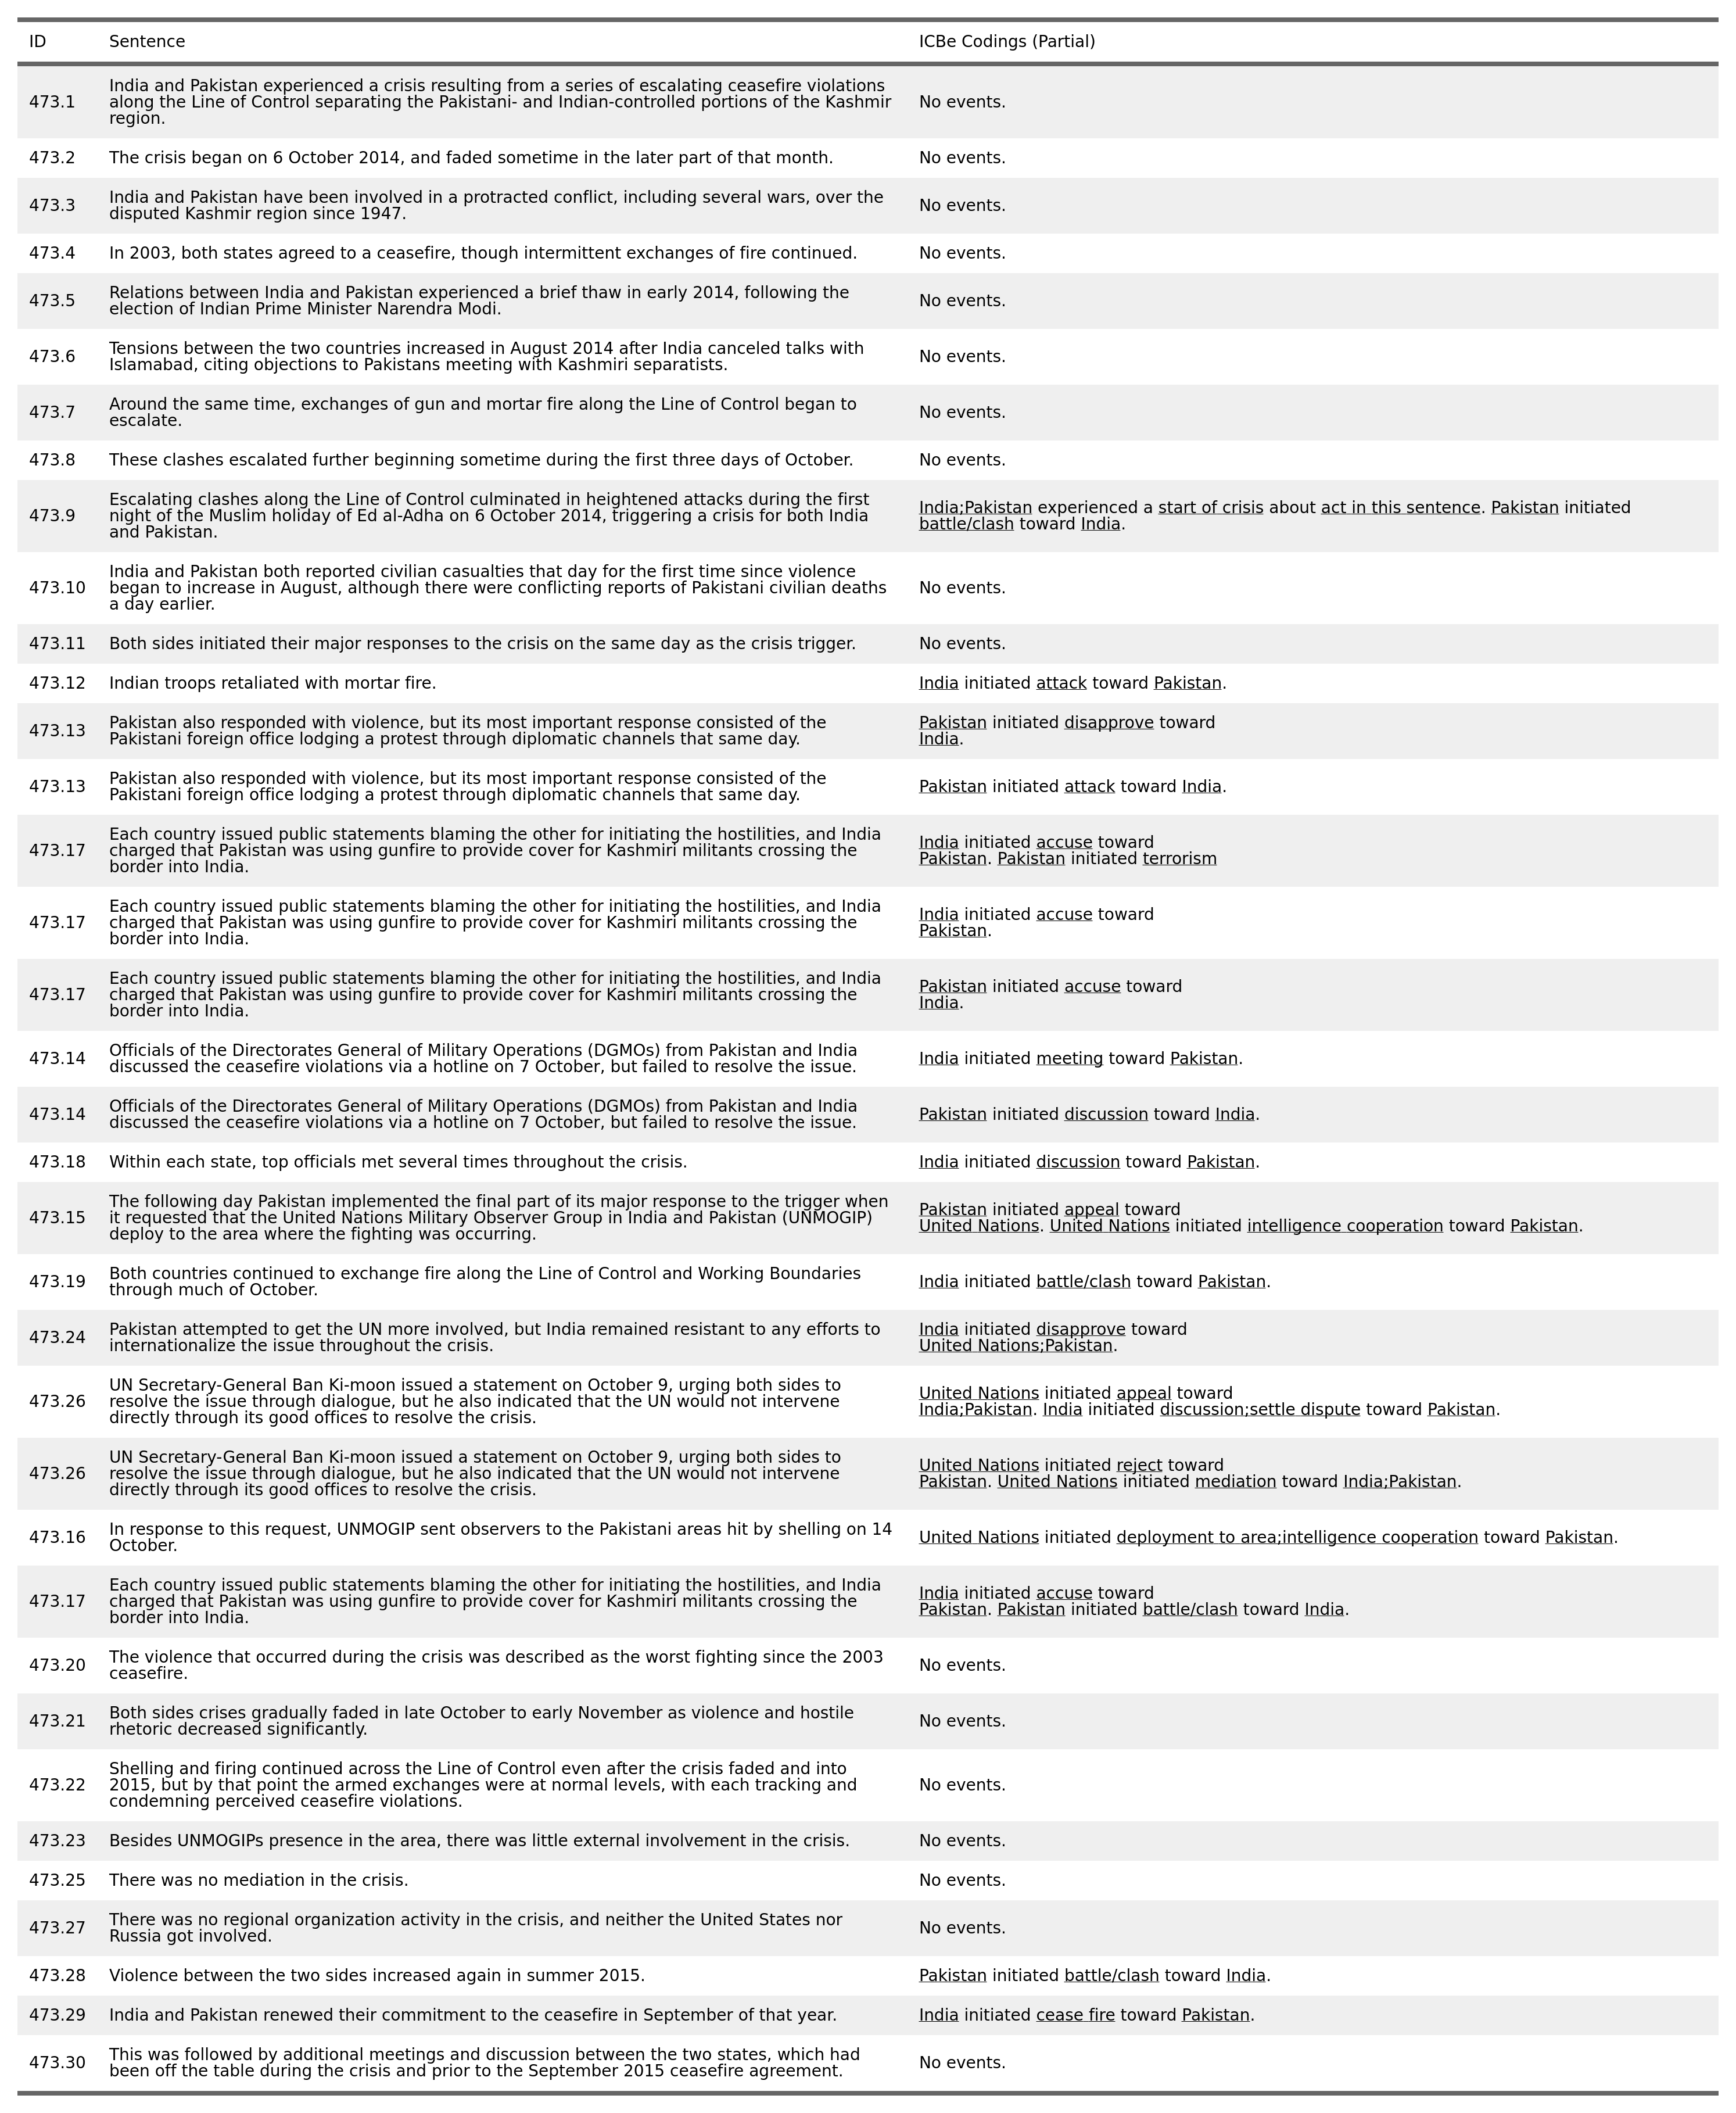 ID Sentence ICBe Codings (Partial)
India and Pakistan experienced a crisis resulting from a series of escalating ceasefire violations
473.1 along the Line of Control separating the Pakistani- and Indian-controlled portions of the Kashmir No events.
region.
473.2 The crisis began on 6 October 2014, and faded sometime in the later part of that month. No events.
473.3 India and Pakistan have been involved in a protracted conflict, including several wars, over the No events.
disputed Kashmir region since 1947.
473.4 In 2003, both states agreed to a ceasefire, though intermittent exchanges of fire continued. No events.
473.5 Relations between India and Pakistan experienced a brief thaw in early 2014, following the No events.
election of Indian Prime Minister Narendra Modi.
473.6 Tensions between the two countries increased in August 2014 after India canceled talks with No events.
Islamabad, citing objections to Pakistans meeting with Kashmiri separatists.
473.7 Around the same time, exchanges of gun and mortar fire along the Line of Control began to No events.
escalate.
473.8 These clashes escalated further beginning sometime during the first three days of October. No events.
473.9 Escalating clashes along the Line of Control culminated in heightened attacks during the first India;Pakistan experienced a start of crisis about act in this sentence. Pakistan initiated
night of the Muslim holiday of Ed al-Adha on 6 October 2014, triggering a crisis for both India battle/clash toward India.
and Pakistan.
India and Pakistan both reported civilian casualties that day for the first time since violence
473.10 began to increase in August, although there were conflicting reports of Pakistani civilian deaths No events.
a day earlier.
473.11 Both sides initiated their major responses to the crisis on the same day as the crisis trigger. No events.
473.12 Indian troops retaliated with mortar fire. India initiated attack toward Pakistan.
473.13 Pakistan also responded with violence, but its most important response consisted of the Pakistan initiated disapprove toward
Pakistani foreign office lodging a protest through diplomatic channels that same day. India.
473.13 Pakistan also responded with violence, but its most important response consisted of the Pakistan initiated attack toward India.
Pakistani foreign office lodging a protest through diplomatic channels that same day.
473.17 Each country issued public statements blaming the other for initiating the hostilities, and India India initiated accuse toward
charged that Pakistan was using gunfire to provide cover for Kashmiri militants crossing the Pakistan. Pakistan initiated terrorism
border into India.
473.17 Each country issued public statements blaming the other for initiating the hostilities, and India India initiated accuse toward
charged that Pakistan was using gunfire to provide cover for Kashmiri militants crossing the Pakistan.
border into India.
473.17 Each country issued public statements blaming the other for initiating the hostilities, and India Pakistan initiated accuse toward
charged that Pakistan was using gunfire to provide cover for Kashmiri militants crossing the India.
border into India.
473.14 Officials of the Directorates General of Military Operations (DGMOs) from Pakistan and India India initiated meeting toward Pakistan.
discussed the ceasefire violations via a hotline on 7 October, but failed to resolve the issue.
473.14 Officials of the Directorates General of Military Operations (DGMOs) from Pakistan and India Pakistan initiated discussion toward India.
discussed the ceasefire violations via a hotline on 7 October, but failed to resolve the issue.
473.18 Within each state, top officials met several times throughout the crisis. India initiated discussion toward Pakistan.
473.15 The following day Pakistan implemented the final part of its major response to the trigger when Pakistan initiated appeal toward
it requested that the United Nations Military Observer Group in India and Pakistan (UNMOGIP) United Nations. United Nations initiated intelligence cooperation toward Pakistan.
deploy to the area where the fighting was occurring.
473.19 Both countries continued to exchange fire along the Line of Control and Working Boundaries India initiated battle/clash toward Pakistan.
through much of October.
473.24 Pakistan attempted to get the UN more involved, but India remained resistant to any efforts to India initiated disapprove toward
internationalize the issue throughout the crisis. United Nations;Pakistan.
473.26 UN Secretary-General Ban Ki-moon issued a statement on October 9, urging both sides to United Nations initiated appeal toward
resolve the issue through dialogue, but he also indicated that the UN would not intervene India;Pakistan. India initiated discussion;settle dispute toward Pakistan.
directly through its good offices to resolve the crisis.
473.26 UN Secretary-General Ban Ki-moon issued a statement on October 9, urging both sides to United Nations initiated reject toward
resolve the issue through dialogue, but he also indicated that the UN would not intervene Pakistan. United Nations initiated mediation toward India;Pakistan.
directly through its good offices to resolve the crisis.
473.16 In response to this request, UNMOGIP sent observers to the Pakistani areas hit by shelling on 14 United Nations initiated deployment to area;intelligence cooperation toward Pakistan.
October.
473.17 Each country issued public statements blaming the other for initiating the hostilities, and India India initiated accuse toward
charged that Pakistan was using gunfire to provide cover for Kashmiri militants crossing the Pakistan. Pakistan initiated battle/clash toward India.
border into India.
473.20 The violence that occurred during the crisis was described as the worst fighting since the 2003 No events.
ceasefire.
473.21 Both sides crises gradually faded in late October to early November as violence and hostile No events.
rhetoric decreased significantly.
Shelling and firing continued across the Line of Control even after the crisis faded and into
473.22 2015, but by that point the armed exchanges were at normal levels, with each tracking and No events.
condemning perceived ceasefire violations.
473.23 Besides UNMOGIPs presence in the area, there was little external involvement in the crisis. No events.
473.25 There was no mediation in the crisis. No events.
473.27 There was no regional organization activity in the crisis, and neither the United States nor No events.
Russia got involved.
473.28 Violence between the two sides increased again in summer 2015. Pakistan initiated battle/clash toward India.
473.29 India and Pakistan renewed their commitment to the ceasefire in September of that year. India initiated cease fire toward Pakistan.
473.30 This was followed by additional meetings and discussion between the two states, which had No events.
been off the table during the crisis and prior to the September 2015 ceasefire agreement.